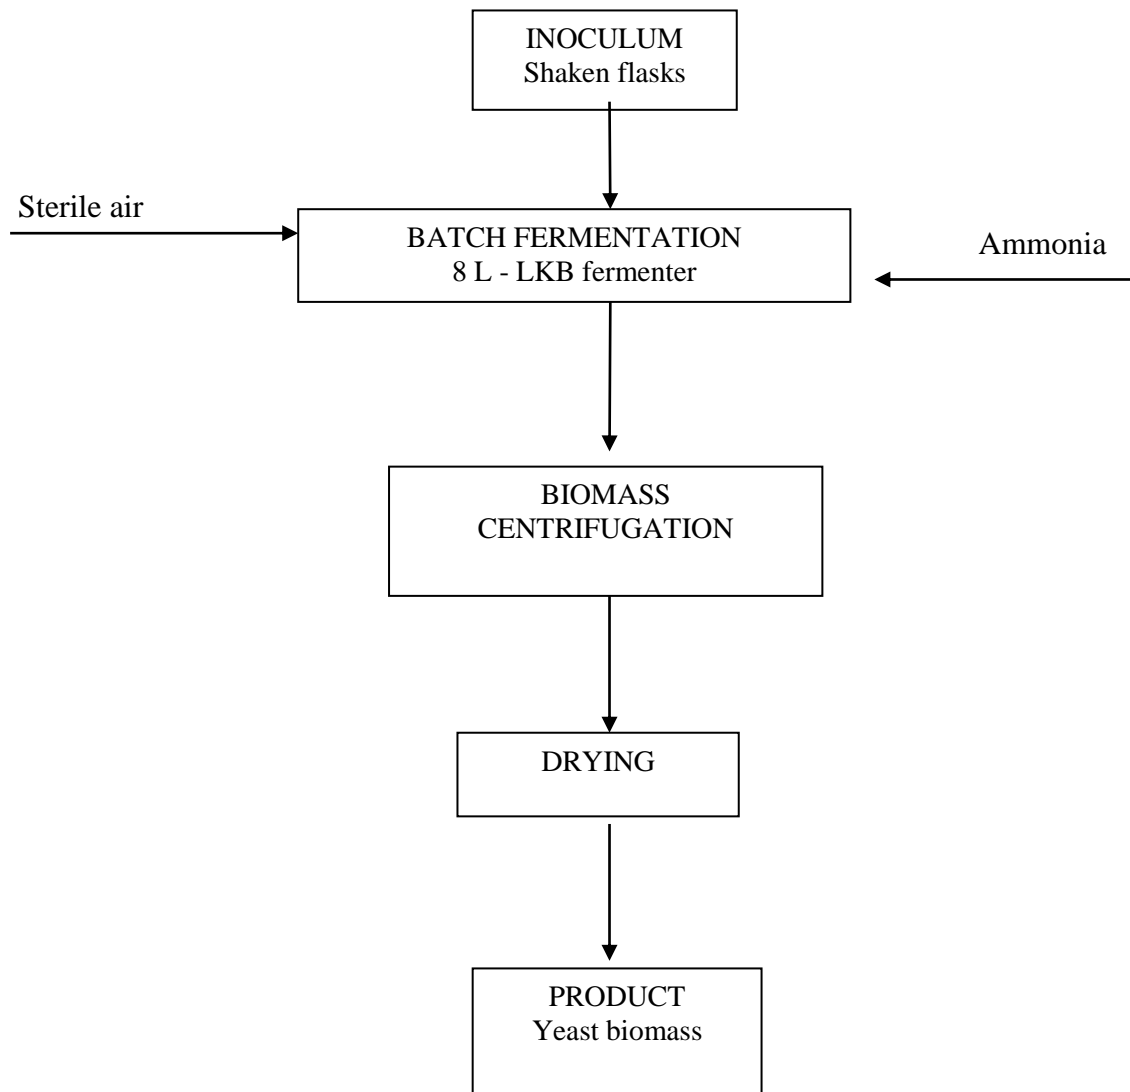 INOCULUM
Shaken flasks
Sterile air
BATCH FERMENTATION
8 L - LKB fermenter
Ammonia
BIOMASS
CENTRIFUGATION
DRYING
PRODUCT
Yeast biomass